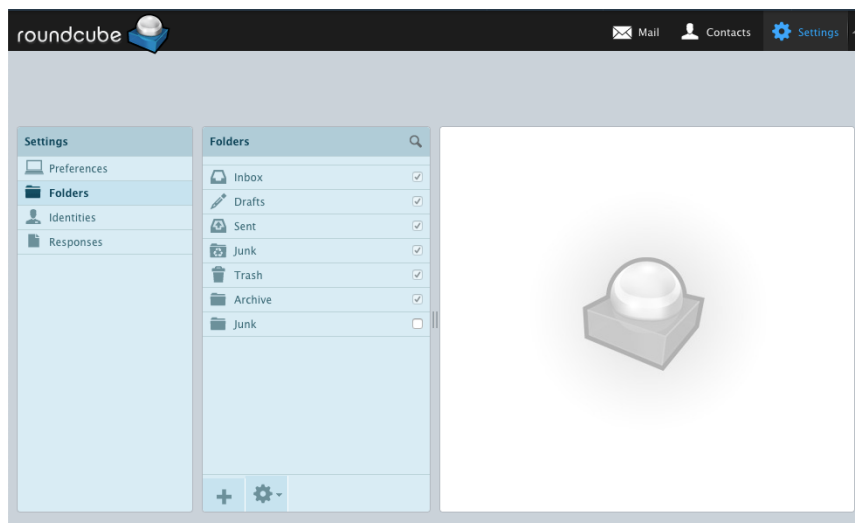 roundcube
Mail
Contacts
Settings
Settings
Preferences
Folders
Identities
Responses
Folders
Inbox
Drafts
Sent
Junk
Trash
Archive
Junk